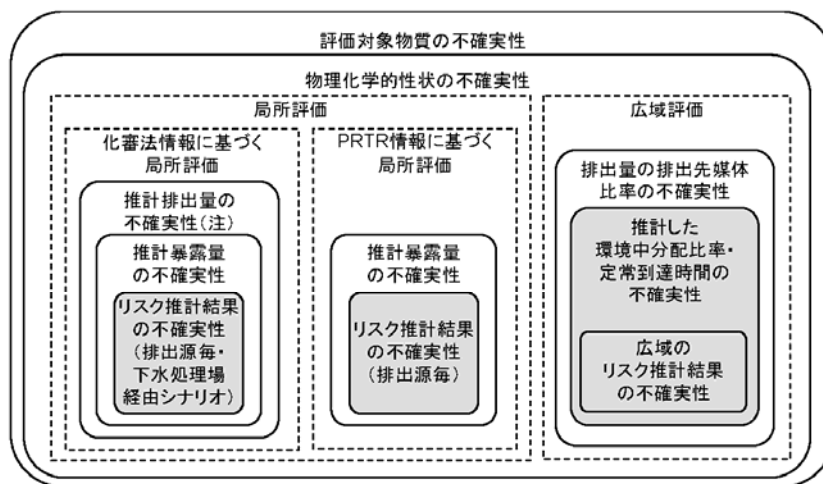 評価対象物質の不確実性
物理化学的性状の不確実性
局所評価
化審法情報に基づく
局所評価
推計排出量の
不確実性(注)
推計暴露量
の不確実性
リスク推計結果
の不確実性
(排出源毎・
下水処理場
経由シナリオ)
PRTR情報に基づく
局所評価
推計暴露量
の不確実性
リスク推計結果
の不確実性
(排出源毎)
広域評価
排出量の排出先媒体
比率の不確実性
推計した
環境中分配比率・
定常到達時間の
不確実性
広域の
リスク推計結果
の不確実性